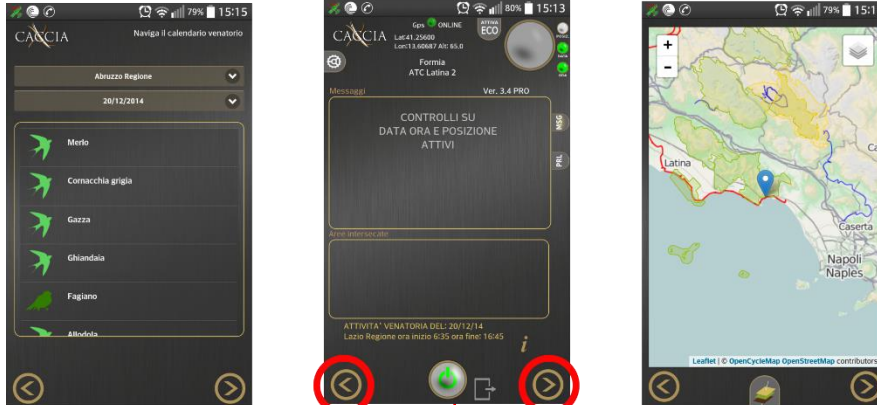 79% 15:15
CACCIA
Naviga il calendario venatorio
Abruzzo Regione
20/12/2014
Merlo
Cornacchia grigia
Gazza
Ghiandaia
Fagiano
Allodola
80% 15:13
CACCIA
Gps ONLINE
Lat:41.25600
Lon:13.60687 Alt: 65.0
ATTIVA
ECO
Formia
ATC Latina 2
Messaggi
Ver. 3.4 PRO
CONTROLLI SU
DATA ORA E POSIZIONE
ATTIVI
MSG
PRL
Aree intersecate
ATTIVITA' VENATORIA DEL: 20/12/14
Lazio Regione ora inizio 6:35 ora fine: 16:45
i
79% 15:1
+
-
Latina
Ca
Caserta
Napoli
Naples
Leaflet | © OpenCycleMap OpenStreetMap contributors